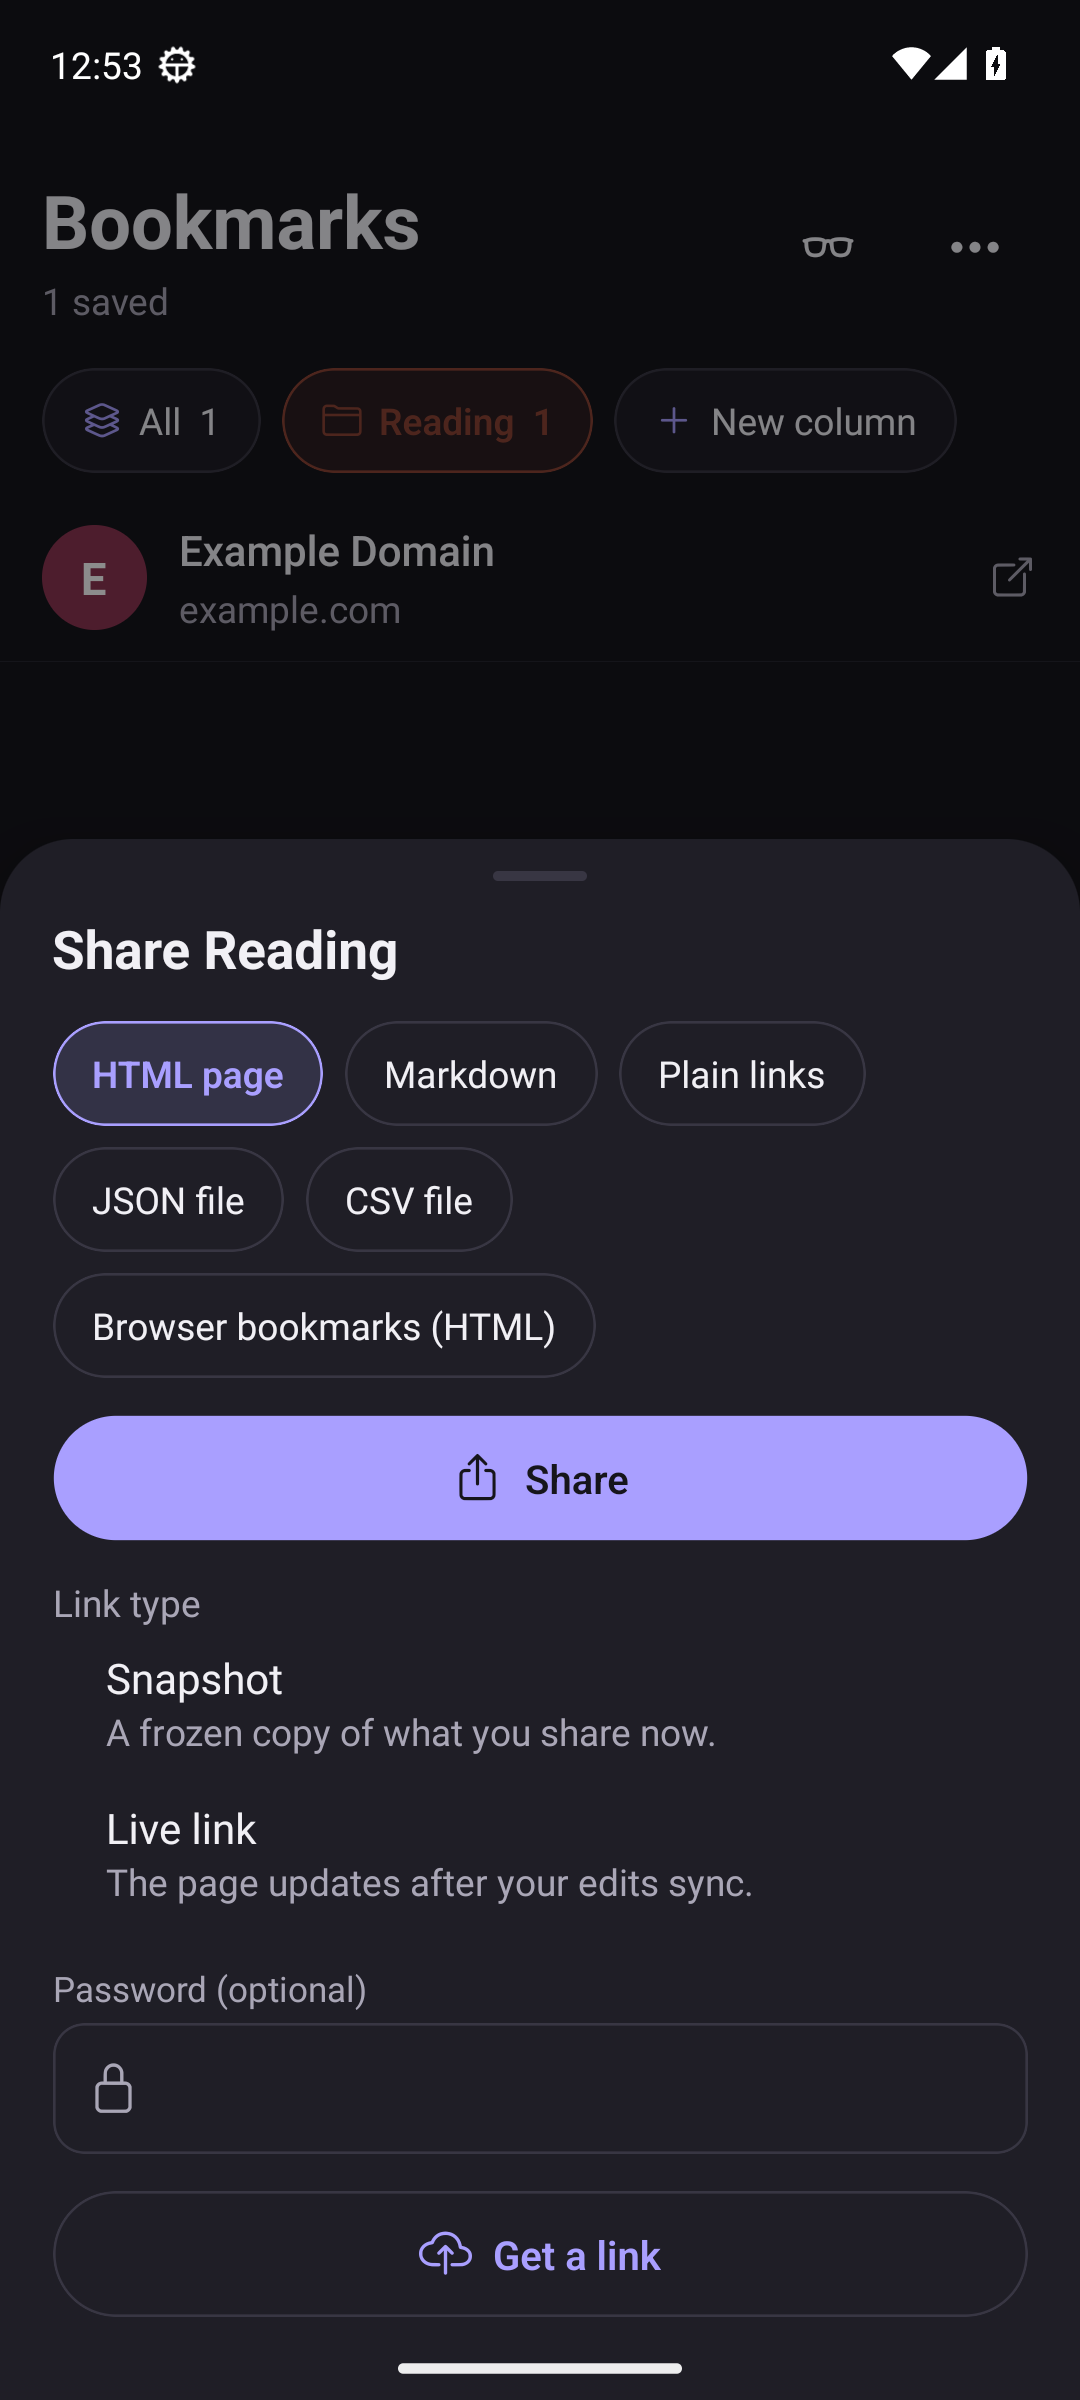 12:53
Bookmarks
1 saved
All 1
Reading 1
New column
E
Example Domain
example.com
Share Reading
HTML page
Markdown
Plain links
JSON file
CSV file
Browser bookmarks (HTML)
Share
Link type
Snapshot
A frozen copy of what you share now.
Live link
The page updates after your edits sync.
Password (optional)
Get a link